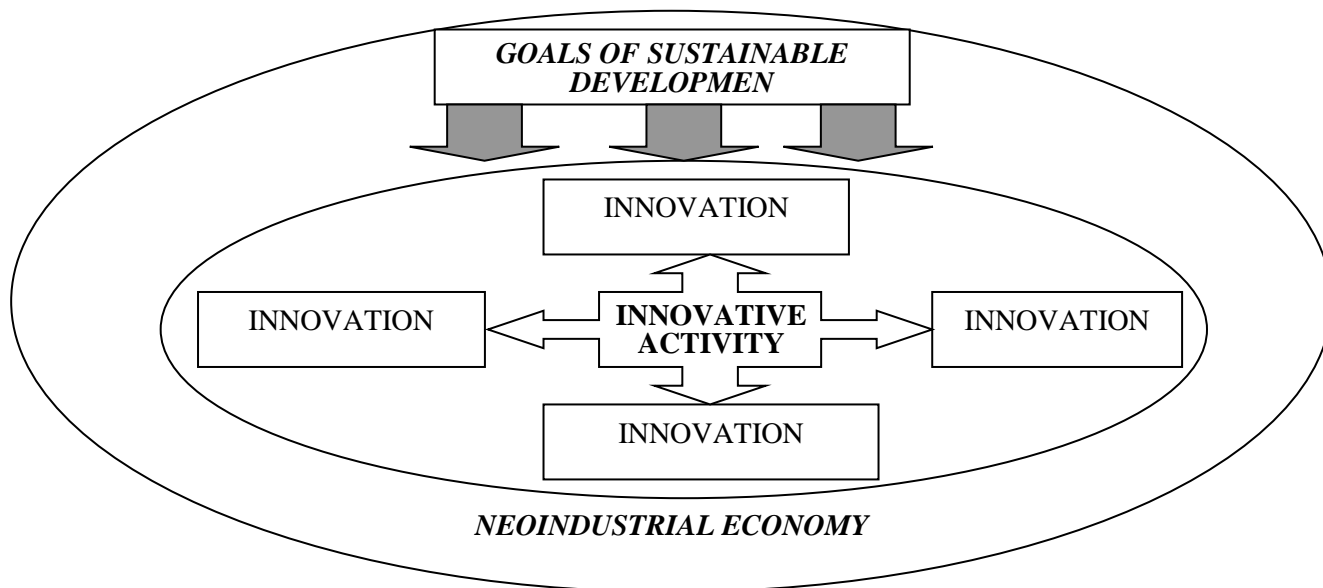 GOALS OF SUSTAINABLE
DEVELOPMEN
INNOVATION
INNOVATION
INNOVATIVE
ACTIVITY
INNOVATION
INNOVATION
NEOINDUSTRIAL ECONOMY